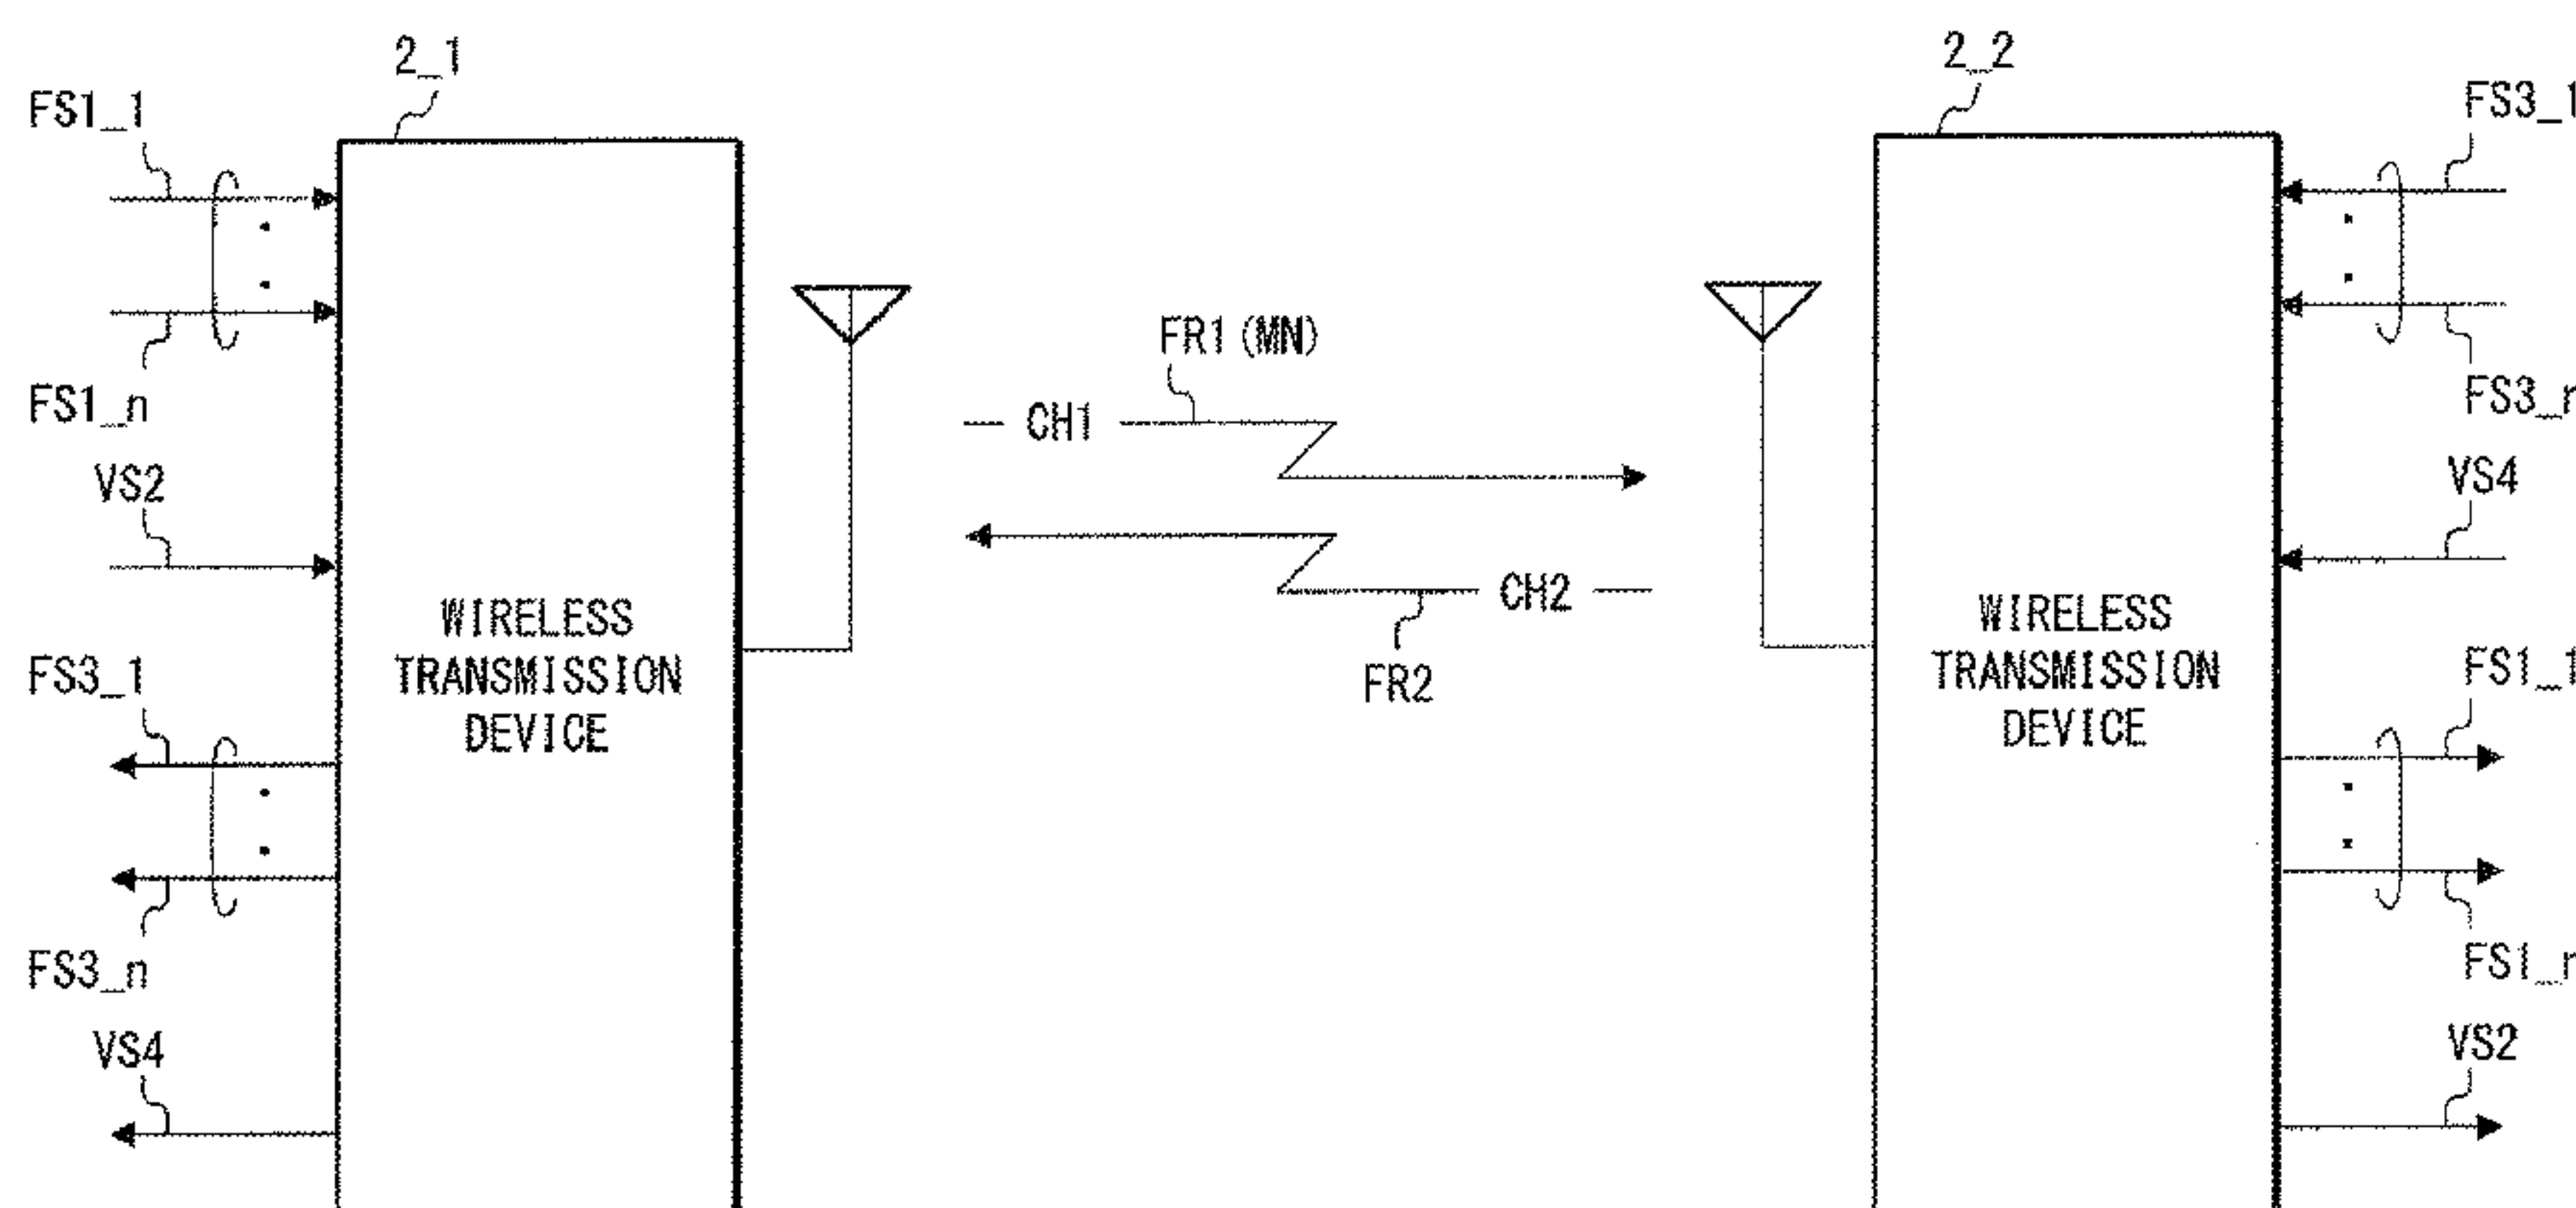 2_1
2_2
FS1_1
FS3_1
FS1_n
FS3_n
VS2
VS4
FR1 (MN)
CH1
CH2
FR2
WIRELESS
TRANSMISSION
DEVICE
WIRELESS
TRANSMISSION
DEVICE
FS3_1
FS1_1
FS3_n
FS1_n
VS4
VS2